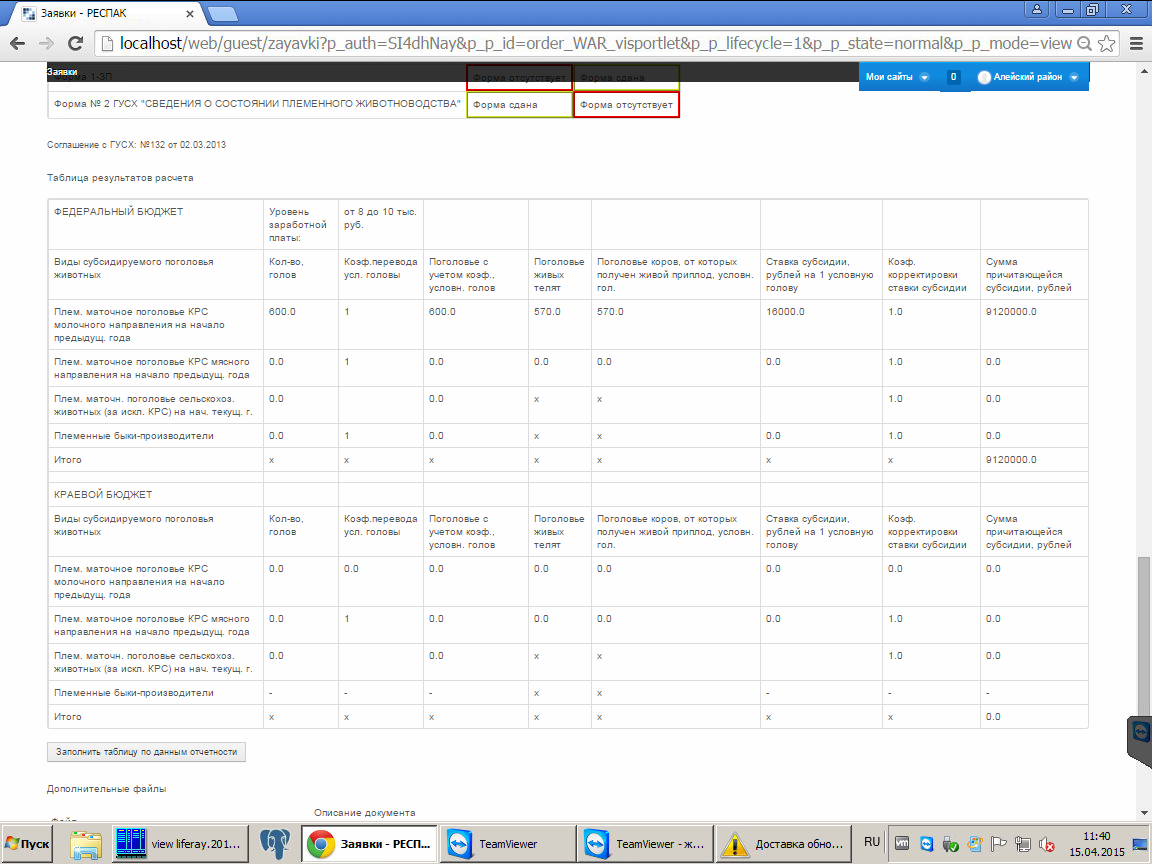 Заявки - РЕСПАК
localhost/web/guest/zayavki?p_auth=SI4dhNay&p_p_id=order_WAR_visportlet&p_p_lifecycle=1&p_p_state=normal&p_p_mode=view
Заявки
Мои сайты 0 Алейский район
Форма 1-ЗП Форма отсутствует Форма сдана
Форма № 2 ГУСХ "СВЕДЕНИЯ О СОСТОЯНИИ ПЛЕМЕННОГО ЖИВОТНОВОДСТВА" Форма сдана Форма отсутствует
Соглашение с ГУСХ: №132 от 02.03.2013
Таблица результатов расчета
ФЕДЕРАЛЬНЫЙ БЮДЖЕТ Уровень от 8 до 10 тыс.
заработной руб.
платы:
Виды субсидируемого поголовья Кол-во, Коэф.перевода Поголовье с Поголовье Поголовье коров, от которых Ставка субсидии, Коэф. Сумма
животных голов усл. головы учетом коэф., живых получен живой приплод, условн. рублей на 1 условную корректировки причитающейся
условн. голов телят гол. голову ставки субсидии субсидии, рублей
Плем. маточное поголовье КРС 600.0 1 600.0 570.0 570.0 16000.0 1.0 9120000.0
молочного направления на начало
предыдущ. года
Плем. маточное поголовье КРС мясного 0.0 1 0.0 0.0 0.0 0.0 1.0 0.0
направления на начало предыдущ. года
Плем. маточн. поголовье сельскохоз. 0.0 0.0 x x 1.0 0.0
животных (за искл. КРС) на нач. текущ. г.
Племенные быки-производители 0.0 1 0.0 x x 0.0 1.0 0.0
Итого x x x x x x x 9120000.0
КРАЕВОЙ БЮДЖЕТ
Виды субсидируемого поголовья Кол-во, Коэф.перевода Поголовье с Поголовье Поголовье коров, от которых Ставка субсидии, Коэф. Сумма
животных голов усл. головы учетом коэф., живых получен живой приплод, условн. рублей на 1 условную корректировки причитающейся
условн. голов телят гол. голову ставки субсидии субсидии, рублей
Плем. маточное поголовье КРС 0.0 0.0 0.0 0.0 0.0 0.0 0.0 0.0
молочного направления на начало
предыдущ. года
Плем. маточное поголовье КРС мясного 0.0 1 0.0 0.0 0.0 0.0 1.0 0.0
направления на начало предыдущ. года
Плем. маточн. поголовье сельскохоз. 0.0 0.0 x x 1.0 0.0
животных (за искл. КРС) на нач. текущ. г.
Племенные быки-производители - - - x x - - -
Итого x x x x x x x 0.0
Заполнить таблицу по данным отчетности
Дополнительные файлы
Описание документа
Файл
Пуск view liferay.201... Заявки - РЕСП... TeamViewer TeamViewer - ж... Доставка обно... RU 11:40
15.04.2015